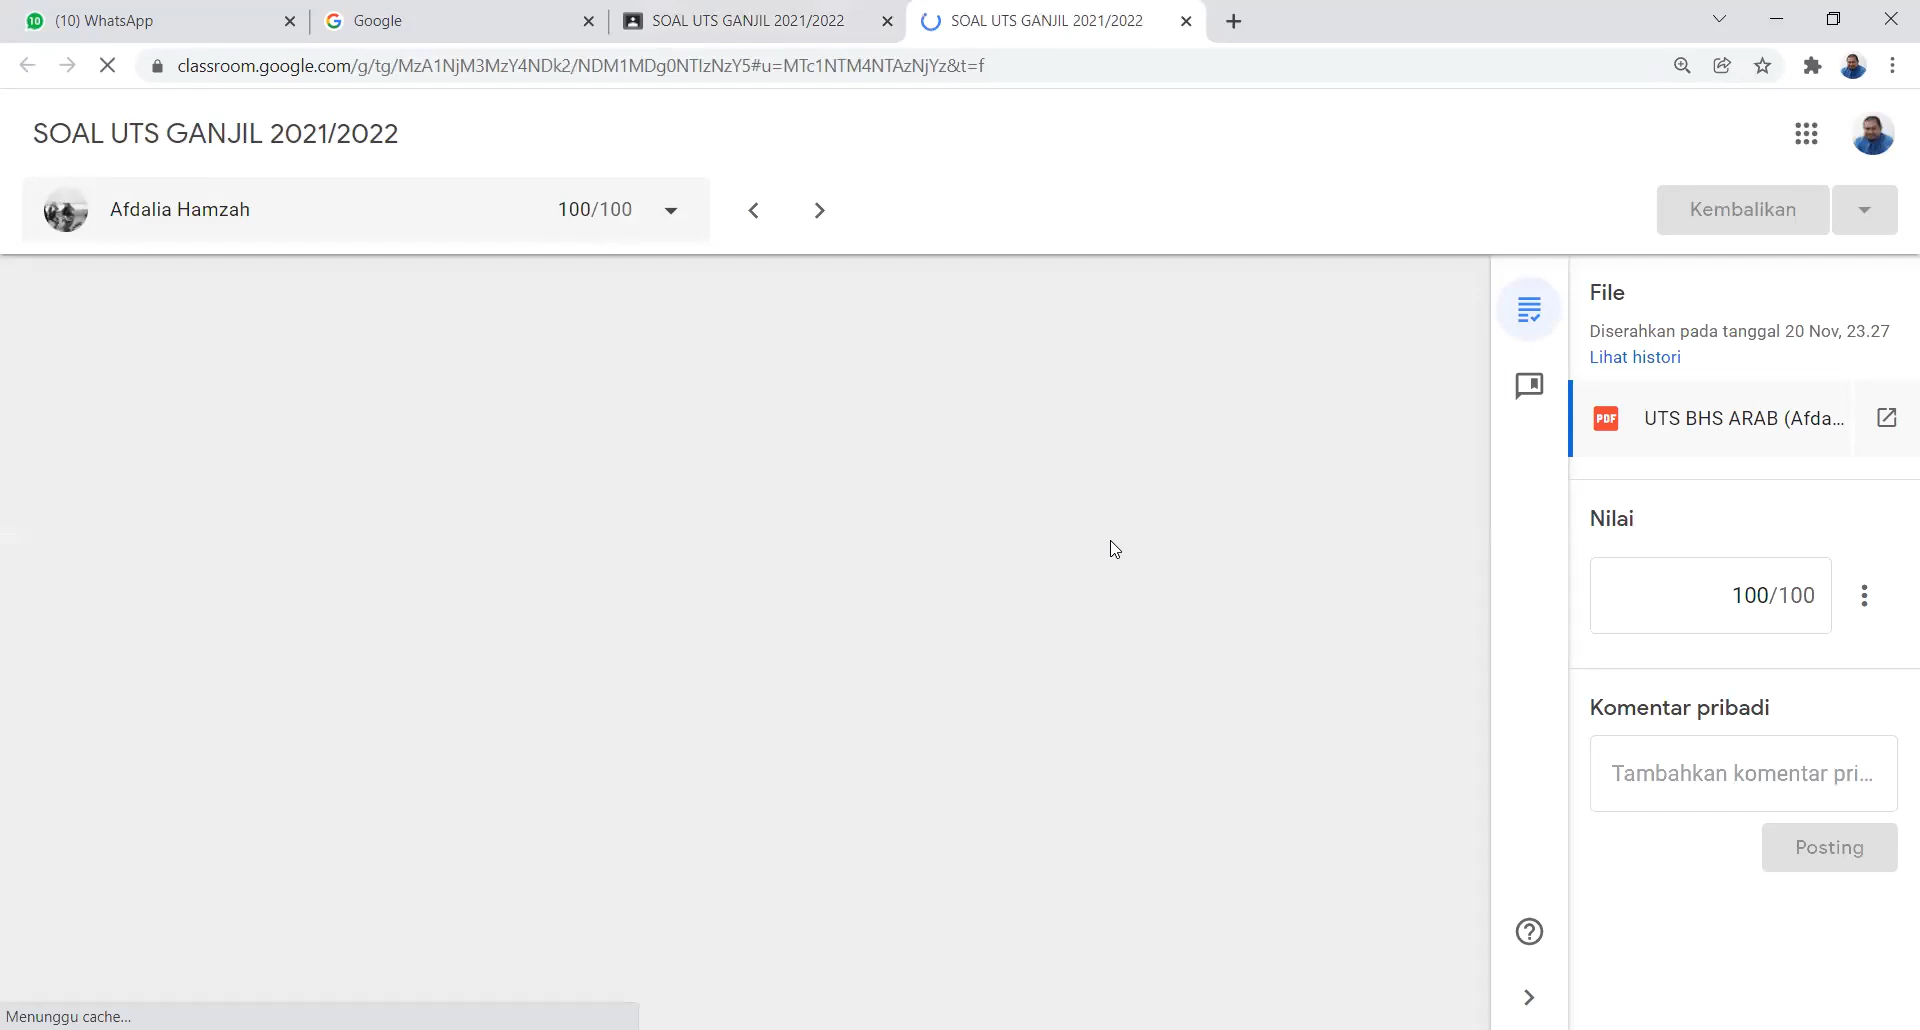 (10) WhatsApp
Google
SOAL UTS GANJIL 2021/2022
SOAL UTS GANJIL 2021/2022
classroom.google.com/g/tg/MzA1NjM3MzY4NDk2/NDM1MDg0NTIzNzY5#u=MTc1NTM4NTAzNjYz&t=f
SOAL UTS GANJIL 2021/2022
Afdalia Hamzah 100/100
Kembalikan
File
Diserahkan pada tanggal 20 Nov, 23.27
Lihat histori
PDF UTS BHS ARAB (Afda...
Nilai
100/100
Komentar pribadi
Tambahkan komentar pri...
Posting
Menunggu cache...